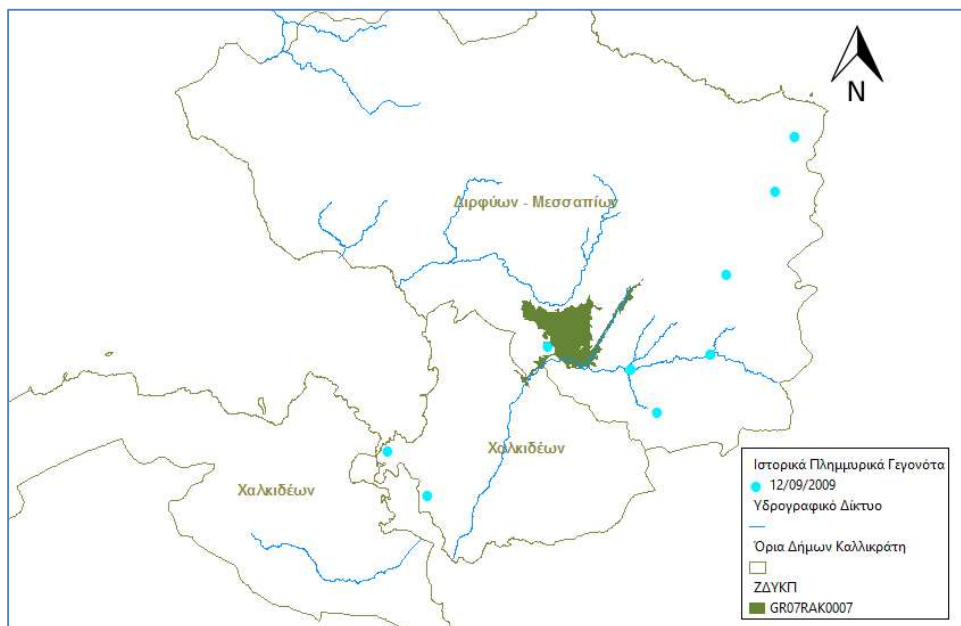 N
Διρφύων - Μεσσαπίων
Χαλκιδέων
Χαλκιδέων
Ιστορικά Πλημμυρικά Γεγονότα
12/09/2009
Υδρογραφικό Δίκτυο
Όρια Δήμων Καλλικράτη
ΖΔΥΚΠ
GR07RAK0007